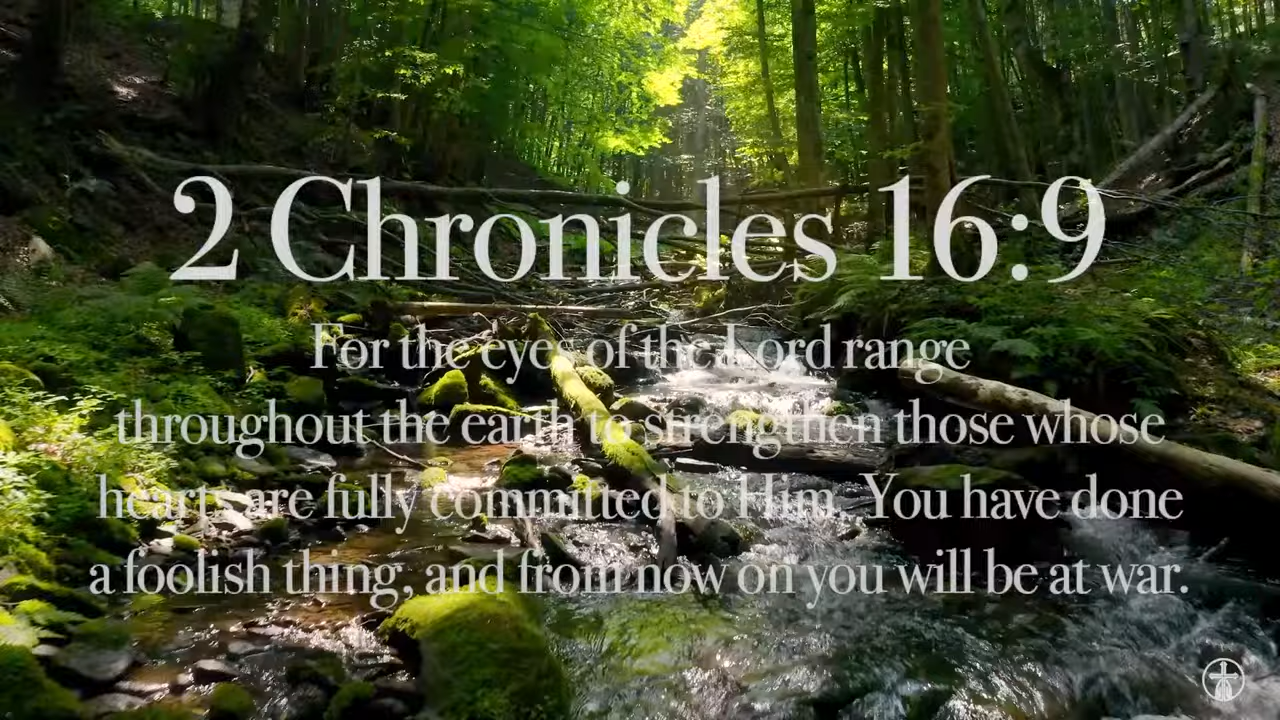 2 Chronicles 16:9
For the eyes of the Lord range
throughout the earth to strengthen those whose
hearts are fully committed to Him. You have done
a foolish thing, and from now on you will be at war.